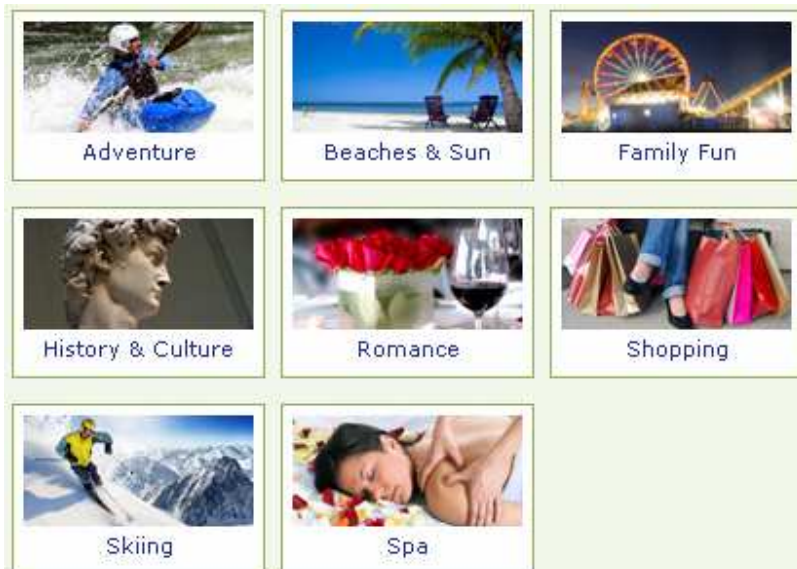 Adventure
Beaches & Sun
Family Fun
History & Culture
Romance
Shopping
Skiing
Spa